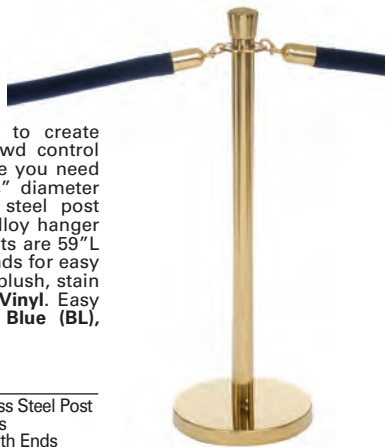 to create
wd control
e you need
" diameter
steel post
lloy hanger
ts are 59"L
nds for easy
plush, stain
Vinyl. Easy
Blue (BL),
ss Steel Post
s
th Ends